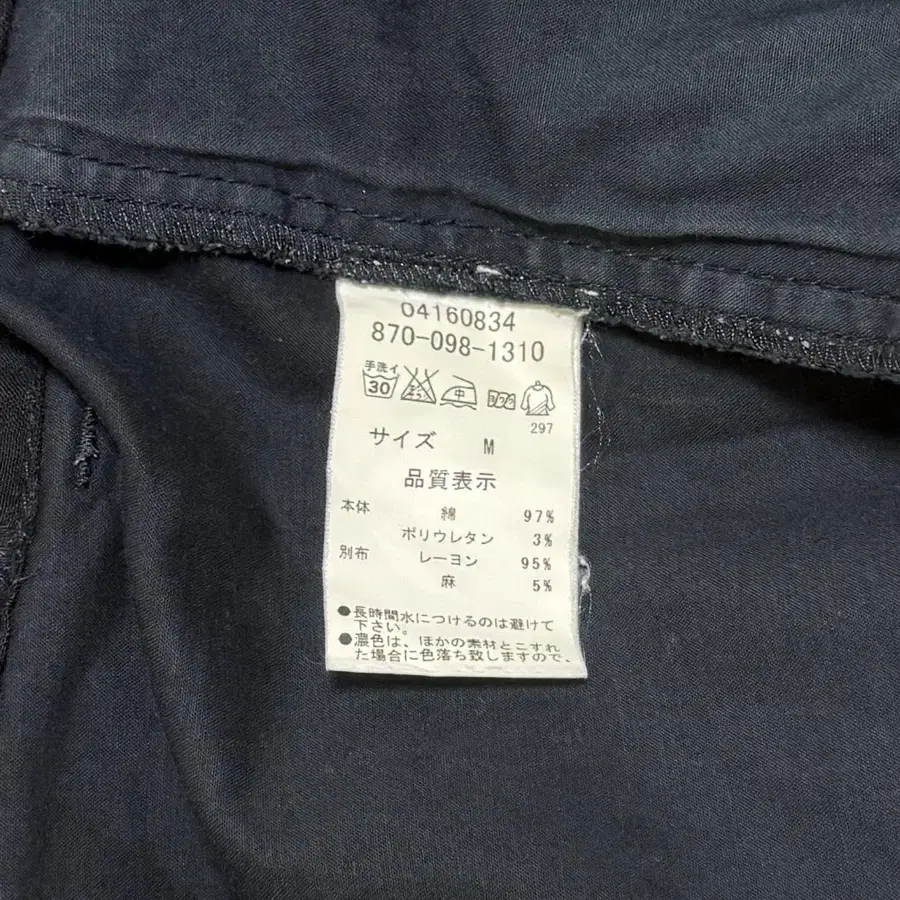 04160834
870-098-1310
手洗イ
30
中
297
サイズ M
品質表示
本体 綿 97%
ポリウレタン 3%
別布 レーヨン 95%
麻 5%
●長時間水につけるのは避けて
下さい。
●濃色は、ほかの素材とこすれ
た場合に色落ち致しますので、